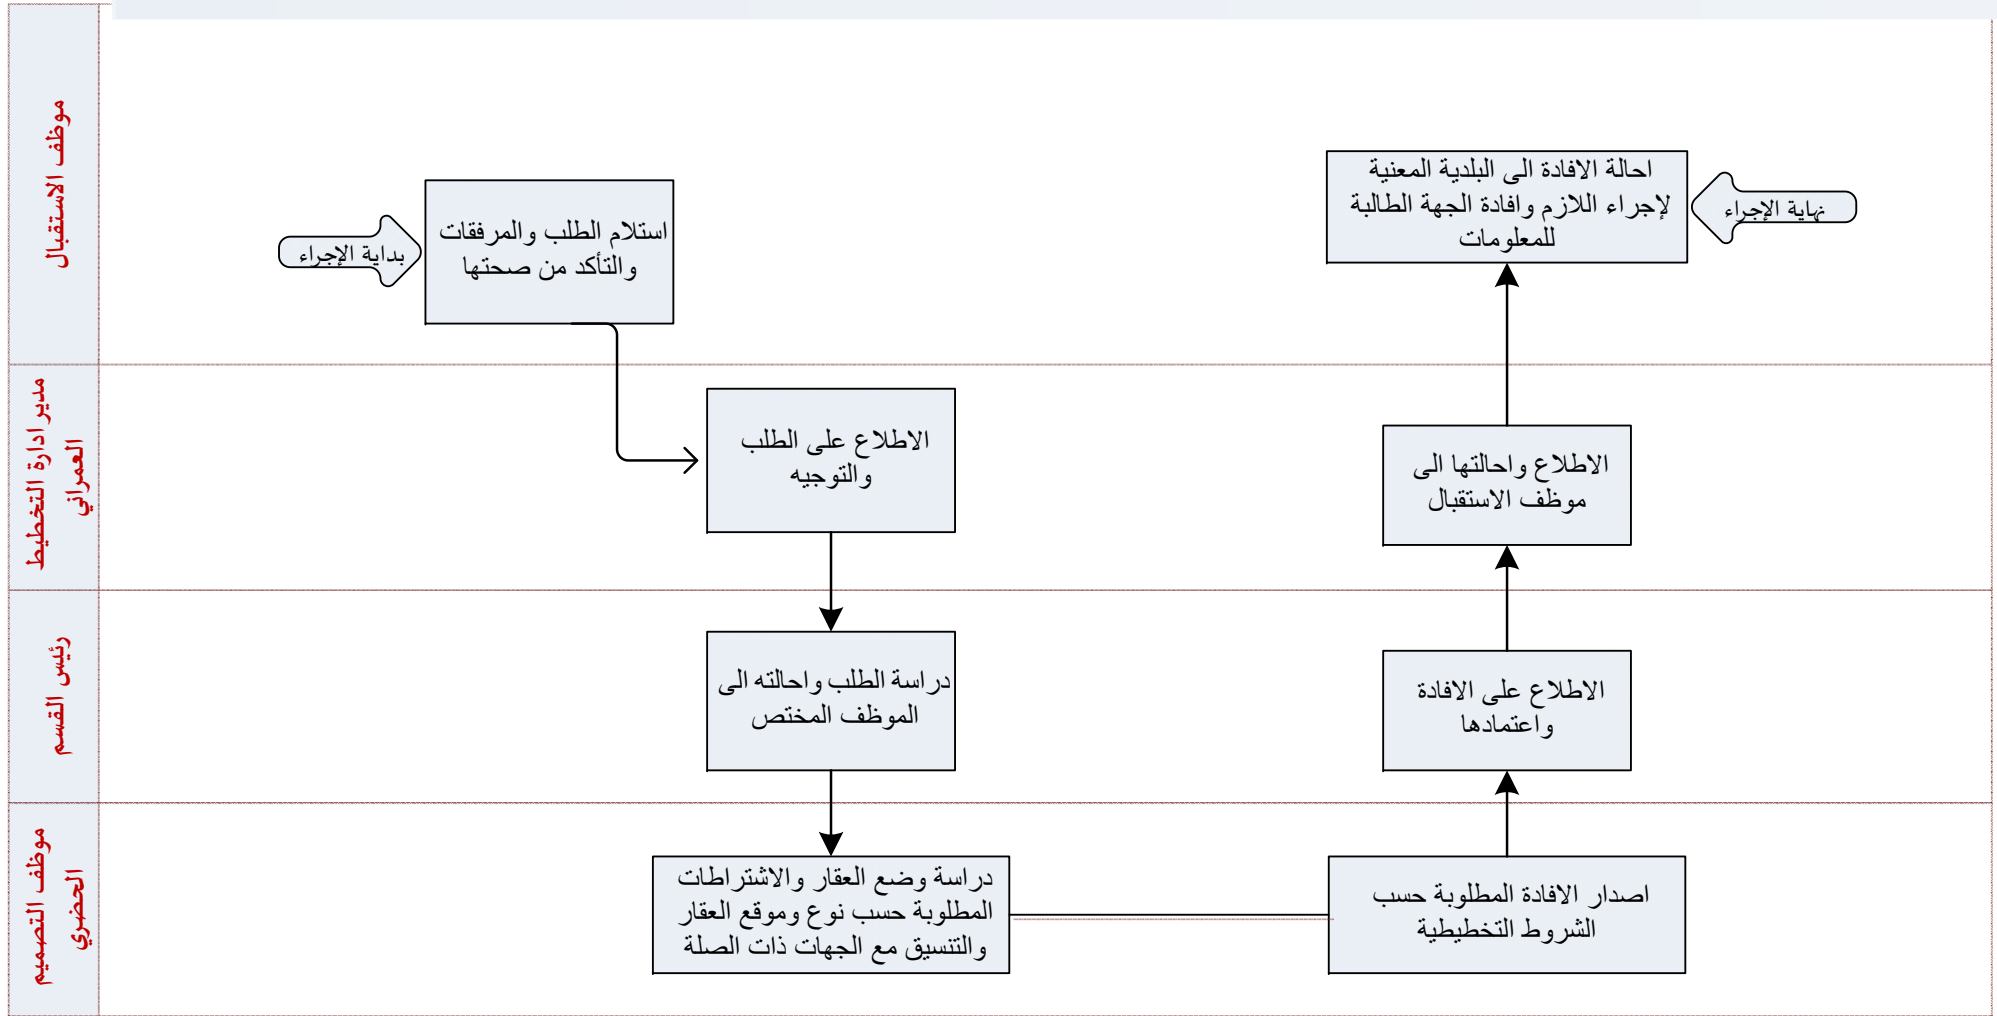 موظف الاستقبال
بداية الإجراء
استلام الطلب والمرفقات
والتأكد من صحتها
احالة الافادة الى البلدية المعنية
لإجراء اللازم وافادة الجهة الطالبة
للمعلومات
نهاية الإجراء
مدير ادارة التخطيط
العمراني
الاطلاع على الطلب
والتوجيه
الاطلاع واحالتها الى
موظف الاستقبال
رئيس القسم
دراسة الطلب واحالته الى
الموظف المختص
الاطلاع على الافادة
واعتمادها
موظف التصميم
الحضري
دراسة وضع العقار والاشتراطات
المطلوبة حسب نوع وموقع العقار
والتنسيق مع الجهات ذات الصلة
اصدار الافادة المطلوبة حسب
الشروط التخطيطية